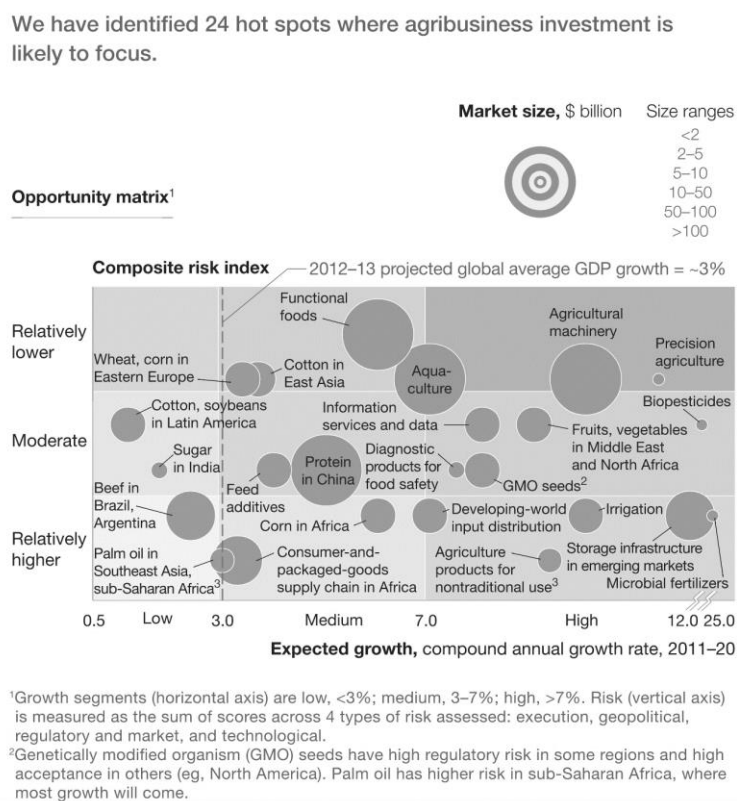 We have identified 24 hot spots where agribusiness investment is
likely to focus.
Market size, $ billion
Size ranges
<2
2–5
5–10
10–50
50–100
>100
Opportunity matrix¹
Composite risk index
2012–13 projected global average GDP growth = ~3%
Relatively
lower
Functional
foods
Agricultural
machinery
Precision
agriculture
Wheat, corn in
Eastern Europe
Cotton in
East Asia
Aqua-
culture
Moderate
Cotton, soybeans
in Latin America
Information
services and data
Biopesticides
Fruits, vegetables
in Middle East
and North Africa
Sugar
in India
Feed
additives
Protein
in China
Diagnostic
products for
food safety
GMO seeds²
Relatively
higher
Beef in
Brazil,
Argentina
Corn in Africa
Developing-world
input distribution
Irrigation
Storage infrastructure
in emerging markets
Palm oil in
Southeast Asia,
sub-Saharan Africa³
Consumer-and-
packaged-goods
supply chain in Africa
Agriculture
products for
nontraditional use³
Microbial fertilizers
0.5 Low 3.0 Medium 7.0 High 12.0 25.0
Expected growth, compound annual growth rate, 2011–20
¹Growth segments (horizontal axis) are low, <3%; medium, 3–7%; high, >7%. Risk (vertical axis)
is measured as the sum of scores across 4 types of risk assessed: execution, geopolitical,
regulatory and market, and technological.
²Genetically modified organism (GMO) seeds have high regulatory risk in some regions and high
acceptance in others (eg, North America). Palm oil has higher risk in sub-Saharan Africa, where
most growth will come.